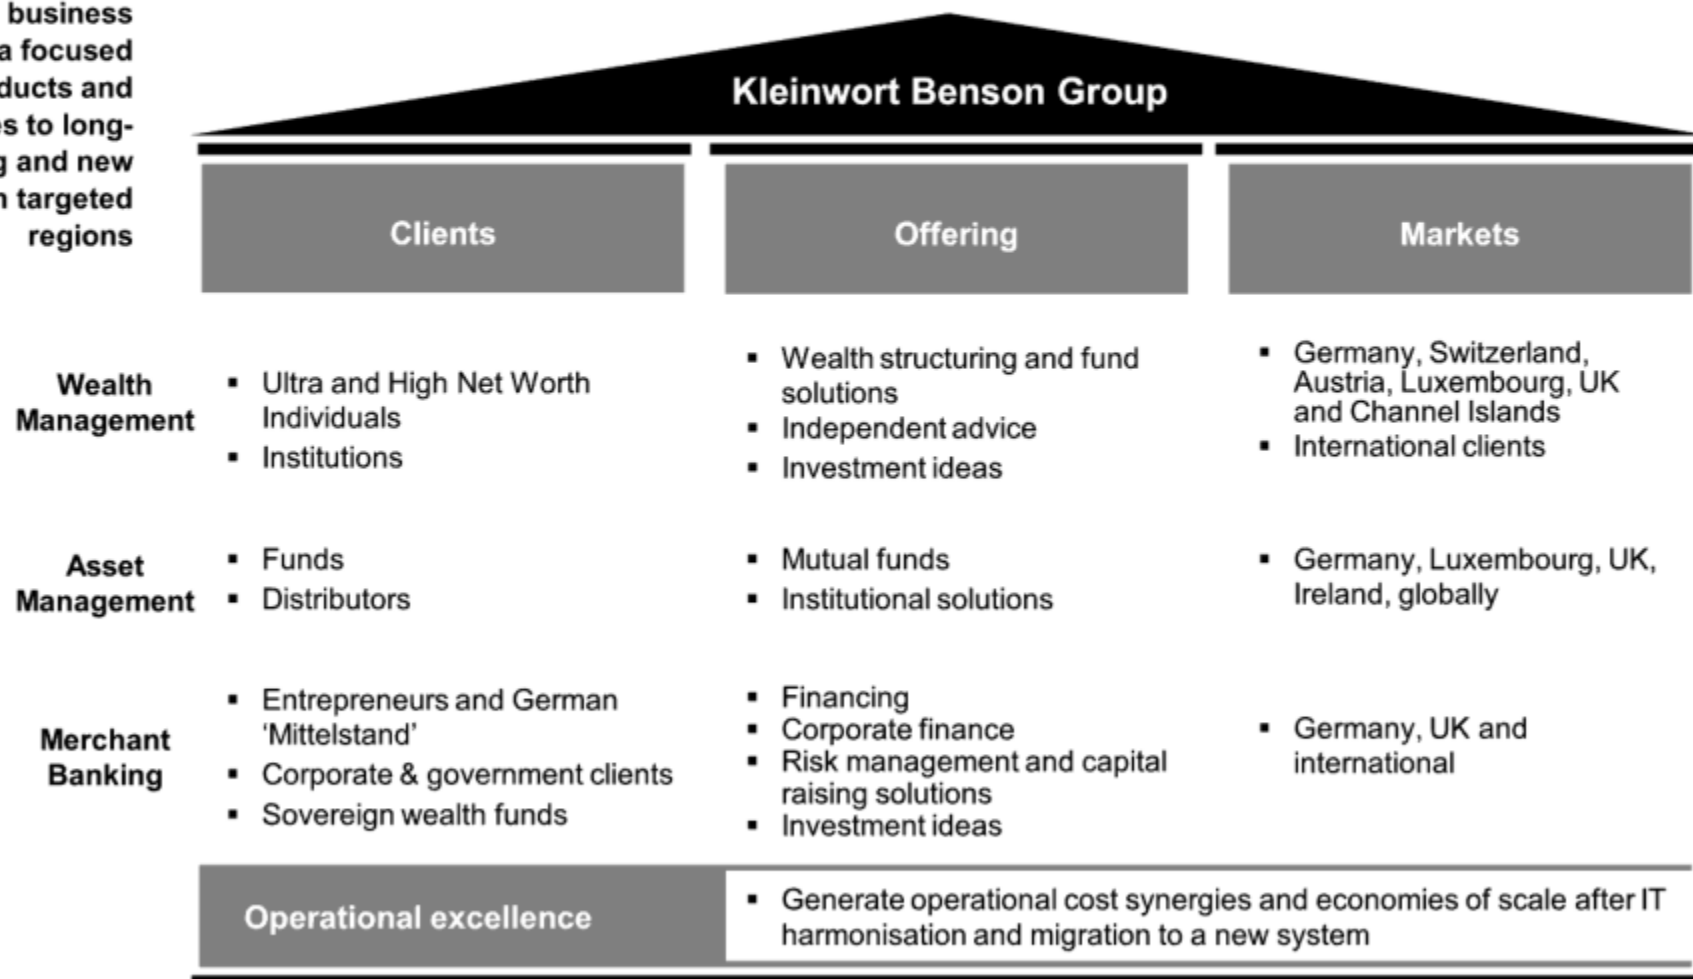 business
a focused
ducts and
es to long-
g and new
n targeted
regions
Kleinwort Benson Group
Clients
Offering
Markets
Wealth
Management
▪ Ultra and High Net Worth
Individuals
▪ Institutions
▪ Wealth structuring and fund
solutions
▪ Independent advice
▪ Investment ideas
▪ Germany, Switzerland,
Austria, Luxembourg, UK
and Channel Islands
▪ International clients
Asset
Management
▪ Funds
▪ Distributors
▪ Mutual funds
▪ Institutional solutions
▪ Germany, Luxembourg, UK,
Ireland, globally
Merchant
Banking
▪ Entrepreneurs and German
‘Mittelstand’
▪ Corporate & government clients
▪ Sovereign wealth funds
▪ Financing
▪ Corporate finance
▪ Risk management and capital
raising solutions
▪ Investment ideas
▪ Germany, UK and
international
Operational excellence
▪ Generate operational cost synergies and economies of scale after IT
harmonisation and migration to a new system